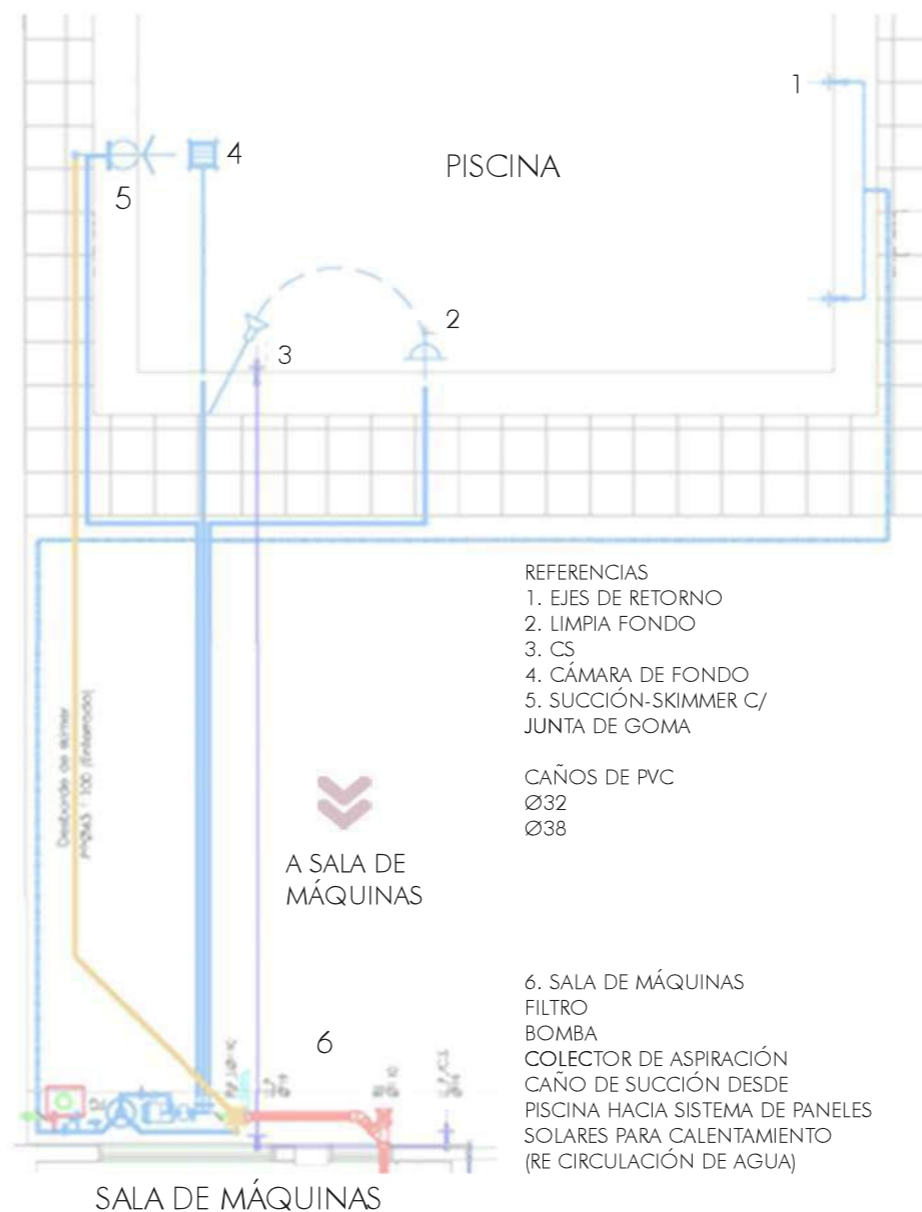 1
4
PISCINA
5
2
3
REFERENCIAS
1. EJES DE RETORNO
2. LIMPIA FONDO
3. CS
4. CÁMARA DE FONDO
5. SUCCIÓN-SKIMMER C/
JUNTA DE GOMA
CAÑOS DE PVC
Ø32
Ø38
Desborde de skimer
A SALA DE
MÁQUINAS
6. SALA DE MÁQUINAS
FILTRO
BOMBA
COLECTOR DE ASPIRACIÓN
CAÑO DE SUCCIÓN DESDE
PISCINA HACIA SISTEMA DE PANELES
SOLARES PARA CALENTAMIENTO
(RE CIRCULACIÓN DE AGUA)
6
SALA DE MÁQUINAS